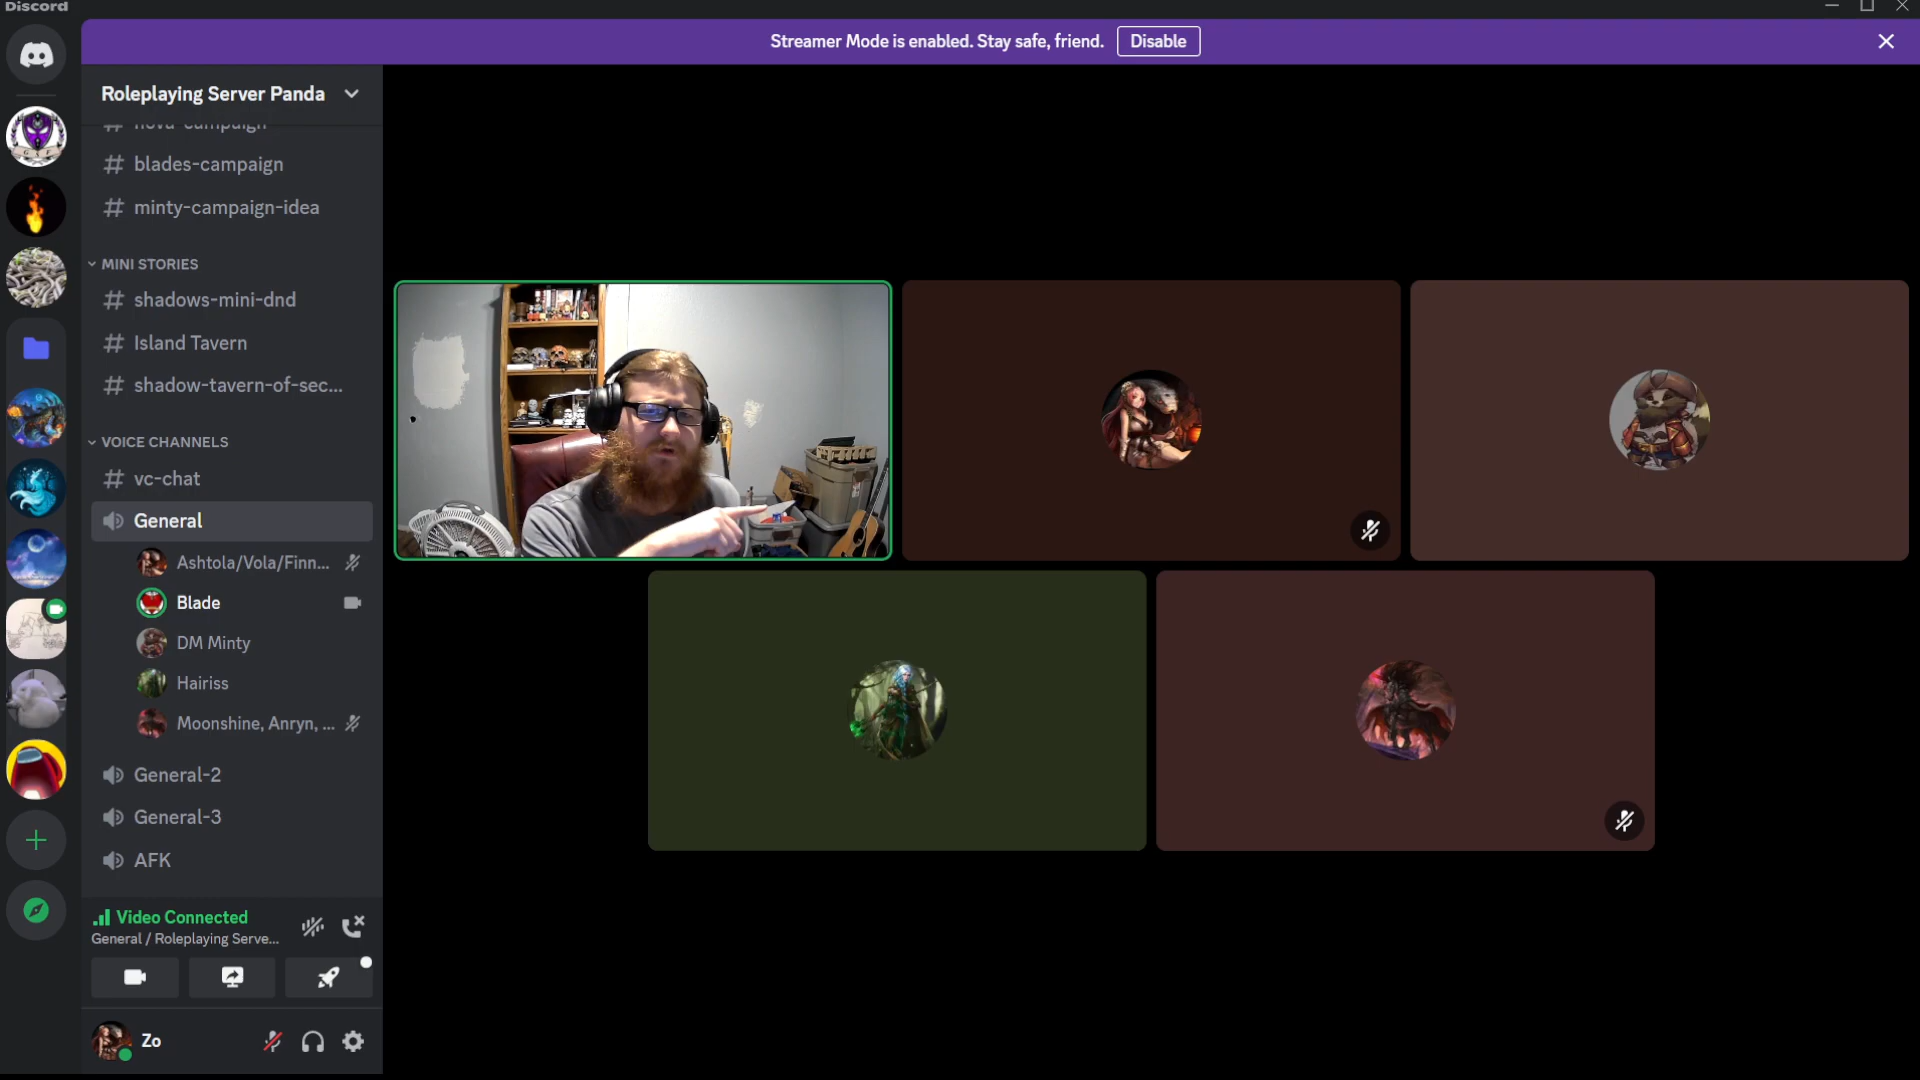 Discord
Streamer Mode is enabled. Stay safe, friend.
Disable
Roleplaying Server Panda
nova-campaign
# blades-campaign
# minty-campaign-idea
MINI STORIES
# shadows-mini-dnd
# Island Tavern
# shadow-tavern-of-sec...
VOICE CHANNELS
# vc-chat
General
Ashtola/Vola/Finn...
Blade
DM Minty
Hairiss
Moonshine, Anryn, ...
General-2
General-3
AFK
Video Connected
General / Roleplaying Serve...
Zo